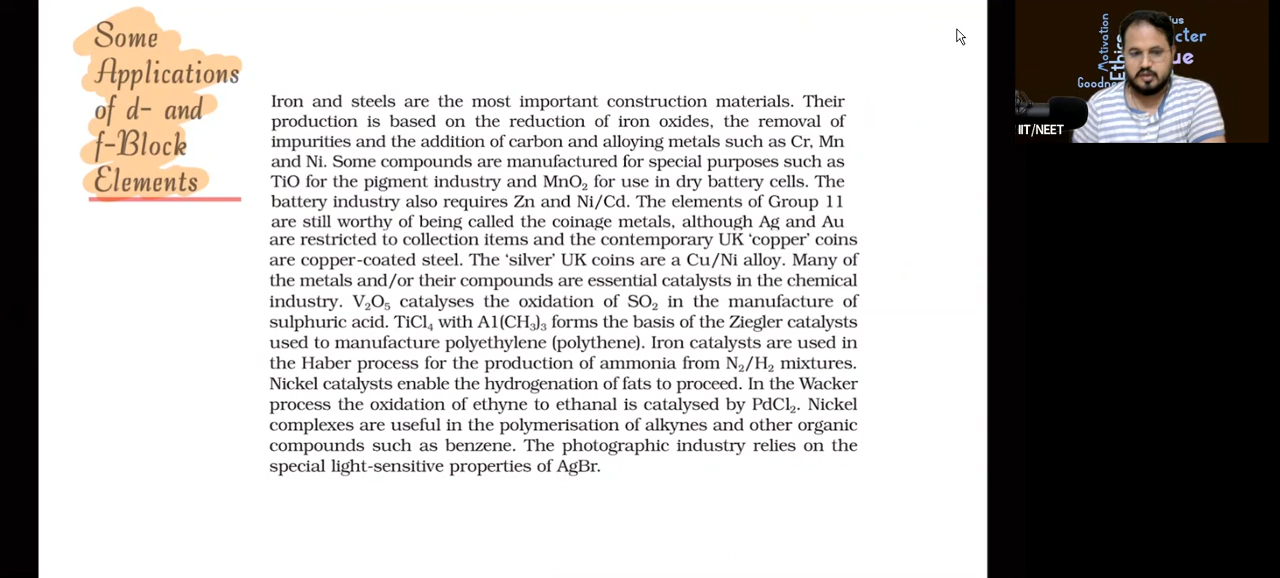 Some
Applications
of d- and
f-Block
Elements
Iron and steels are the most important construction materials. Their
production is based on the reduction of iron oxides, the removal of
impurities and the addition of carbon and alloying metals such as Cr, Mn
and Ni. Some compounds are manufactured for special purposes such as
TiO for the pigment industry and MnO₂ for use in dry battery cells. The
battery industry also requires Zn and Ni/Cd. The elements of Group 11
are still worthy of being called the coinage metals, although Ag and Au
are restricted to collection items and the contemporary UK ‘copper’ coins
are copper-coated steel. The ‘silver’ UK coins are a Cu/Ni alloy. Many of
the metals and/or their compounds are essential catalysts in the chemical
industry. V₂O₅ catalyses the oxidation of SO₂ in the manufacture of
sulphuric acid. TiCl₄ with Al(CH₃)₃ forms the basis of the Ziegler catalysts
used to manufacture polyethylene (polythene). Iron catalysts are used in
the Haber process for the production of ammonia from N₂/H₂ mixtures.
Nickel catalysts enable the hydrogenation of fats to proceed. In the Wacker
process the oxidation of ethyne to ethanal is catalysed by PdCl₂. Nickel
complexes are useful in the polymerisation of alkynes and other organic
compounds such as benzene. The photographic industry relies on the
special light-sensitive properties of AgBr.
Motivation
Ethics
ius
cter
ue
Goodne
IIT/NEET